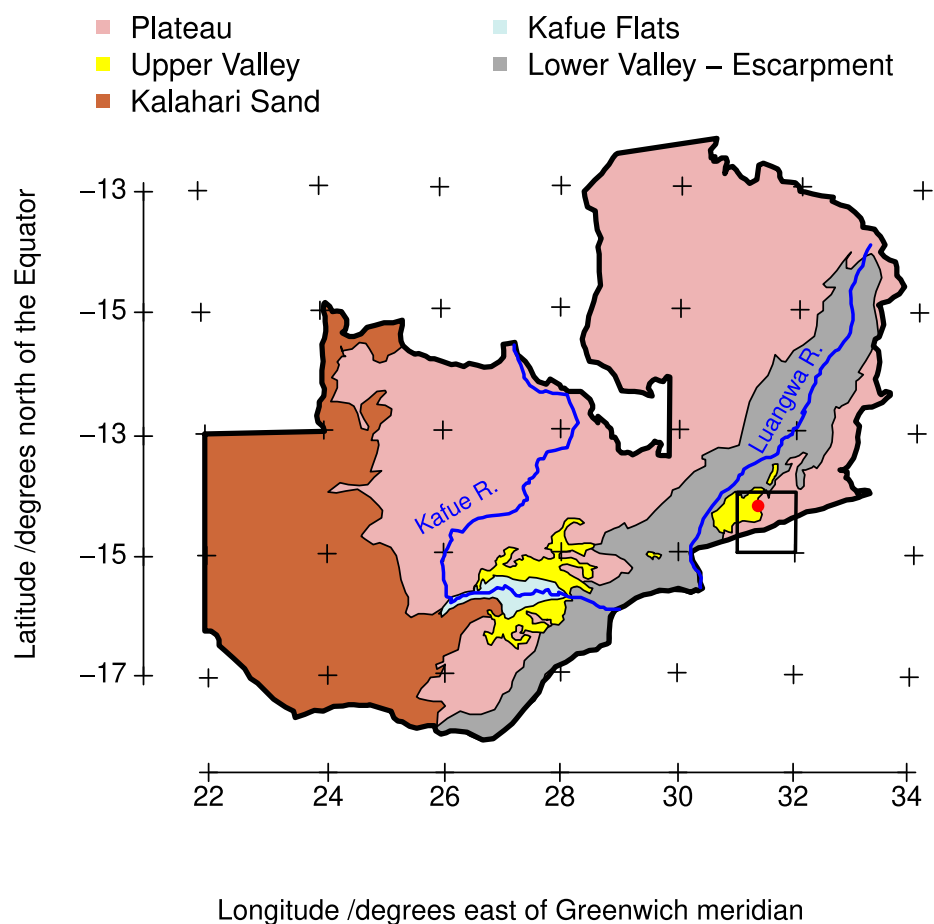 Plateau
Upper Valley
Kalahari Sand
Kafue Flats
Lower Valley – Escarpment
Latitude /degrees north of the Equator
−13
−15
−13
−15
−17
Luangwa R.
Kafue R.
22 24 26 28 30 32 34
Longitude /degrees east of Greenwich meridian